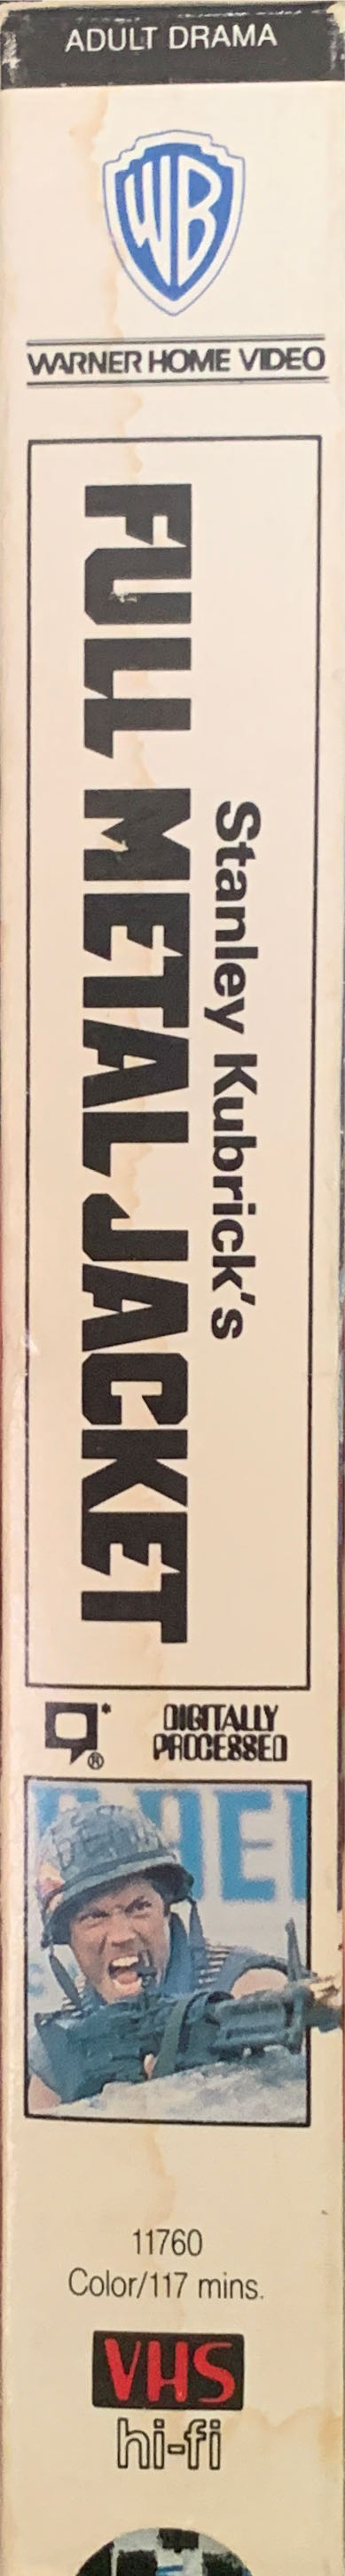 ADULT DRAMA
WB
WARNER HOME VIDEO
Stanley Kubrick's
FULL METAL JACKET
®
DIGITALLY
PROCESSED
HE
11760
Color/117 mins.
VHS
hi-fi